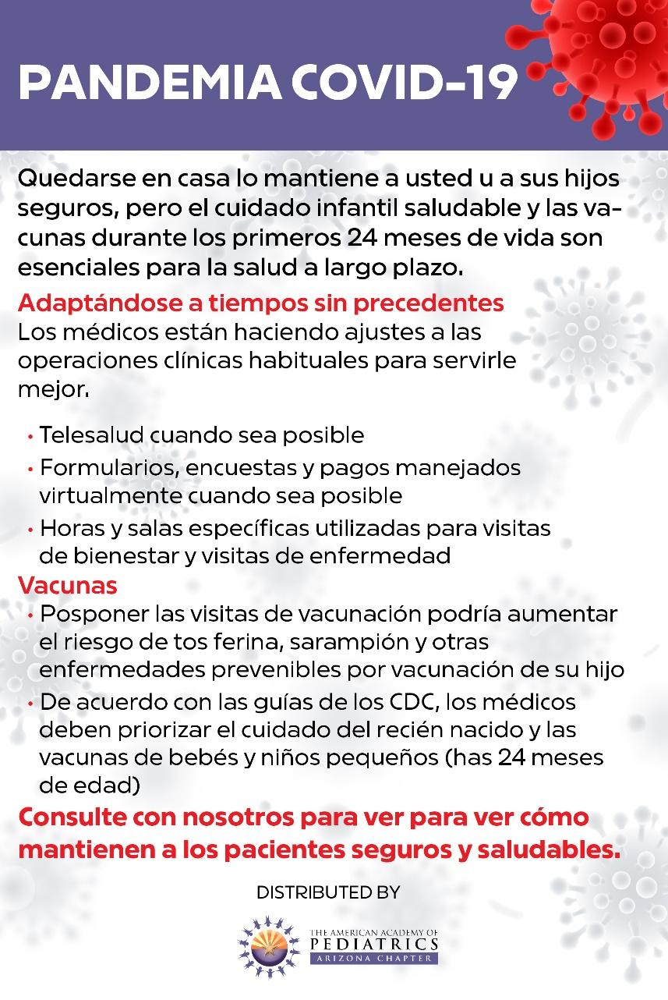 PANDEMIA COVID-19
Quedarse en casa lo mantiene a usted u a sus hijos
seguros, pero el cuidado infantil saludable y las va-
cunas durante los primeros 24 meses de vida son
esenciales para la salud a largo plazo.
Adaptándose a tiempos sin precedentes
Los médicos están haciendo ajustes a las
operaciones clínicas habituales para servirle
mejor.
• Telesalud cuando sea posible
• Formularios, encuestas y pagos manejados
virtualmente cuando sea posible
• Horas y salas específicas utilizadas para visitas
de bienestar y visitas de enfermedad
Vacunas
• Posponer las visitas de vacunación podría aumentar
el riesgo de tos ferina, sarampión y otras
enfermedades prevenibles por vacunación de su hijo
• De acuerdo con las guías de los CDC, los médicos
deben priorizar el cuidado del recién nacido y las
vacunas de bebés y niños pequeños (has 24 meses
de edad)
Consulte con nosotros para ver para ver cómo
mantienen a los pacientes seguros y saludables.
DISTRIBUTED BY
THE AMERICAN ACADEMY OF
PEDIATRICS
ARIZONA CHAPTER